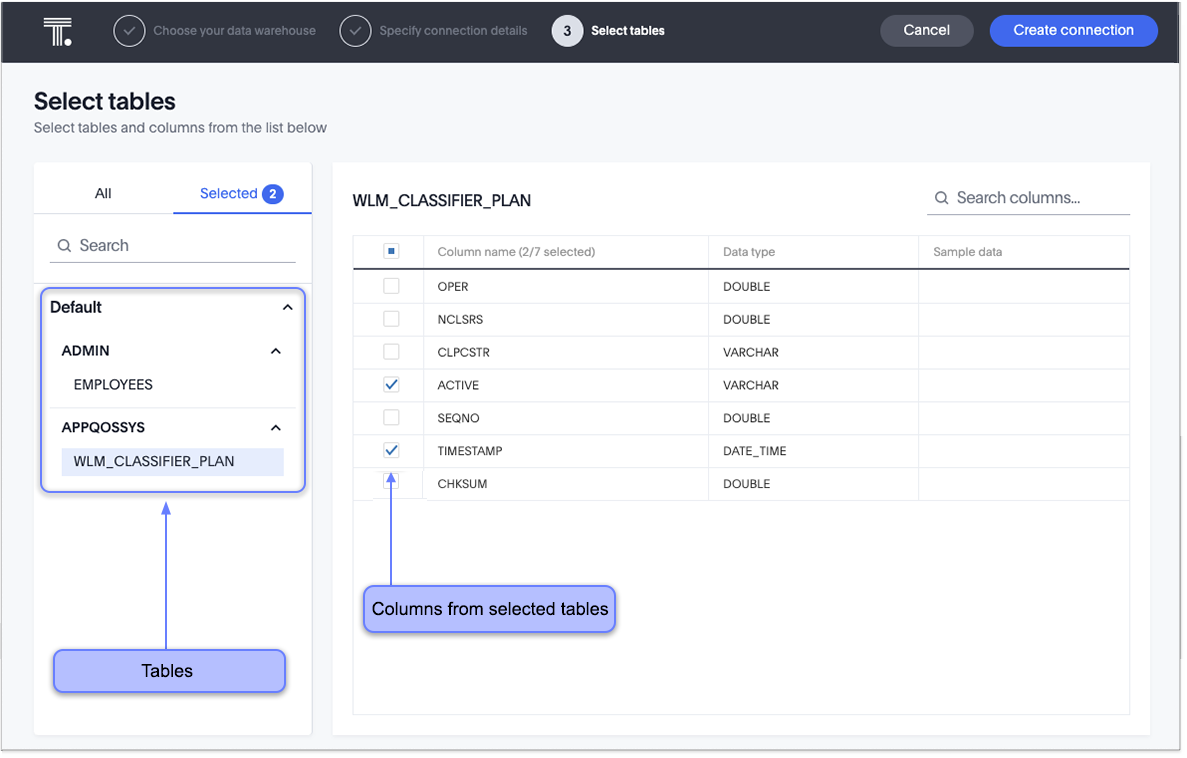 T.
Choose your data warehouse
Specify connection details
3 Select tables
Cancel
Create connection
Select tables
Select tables and columns from the list below
All
Selected 2
Search
Default
ADMIN
EMPLOYEES
APPQOSSYS
WLM_CLASSIFIER_PLAN
Tables
WLM_CLASSIFIER_PLAN
Search columns...
Column name (2/7 selected) Data type Sample data
OPER DOUBLE
NCLSRS DOUBLE
CLPCSTR VARCHAR
ACTIVE VARCHAR
SEQNO DOUBLE
TIMESTAMP DATE_TIME
CHKSUM DOUBLE
Columns from selected tables